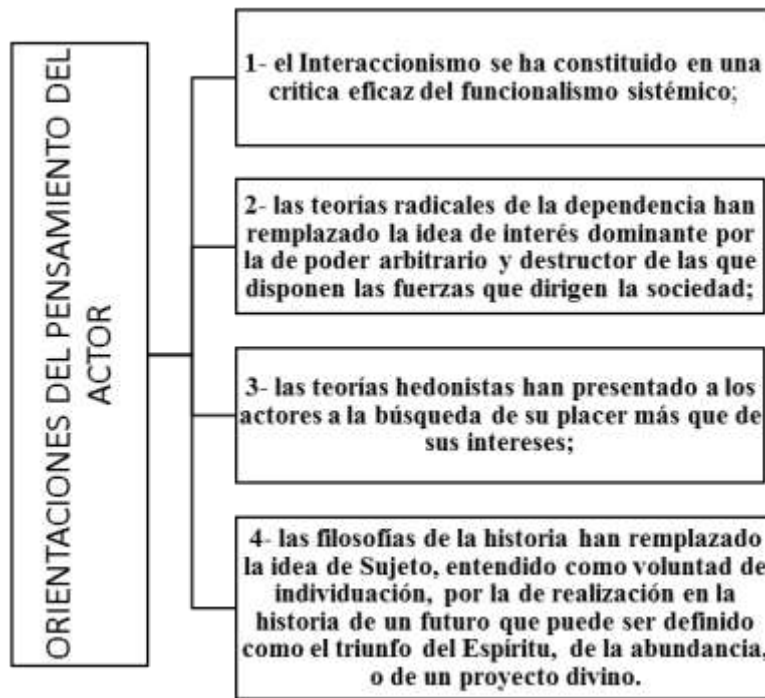 ORIENTACIONES DEL PENSAMIENTO DEL
ACTOR
1- el Interaccionismo se ha constituido en una
crítica eficaz del funcionalismo sistémico;
2- las teorías radicales de la dependencia han
remplazado la idea de interés dominante por
la de poder arbitrario y destructor de las que
disponen las fuerzas que dirigen la sociedad;
3- las teorías hedonistas han presentado a los
actores a la búsqueda de su placer más que de
sus intereses;
4- las filosofías de la historia han remplazado
la idea de Sujeto, entendido como voluntad de
individuación, por la de realización en la
historia de un futuro que puede ser definido
como el triunfo del Espíritu, de la abundancia,
o de un proyecto divino.